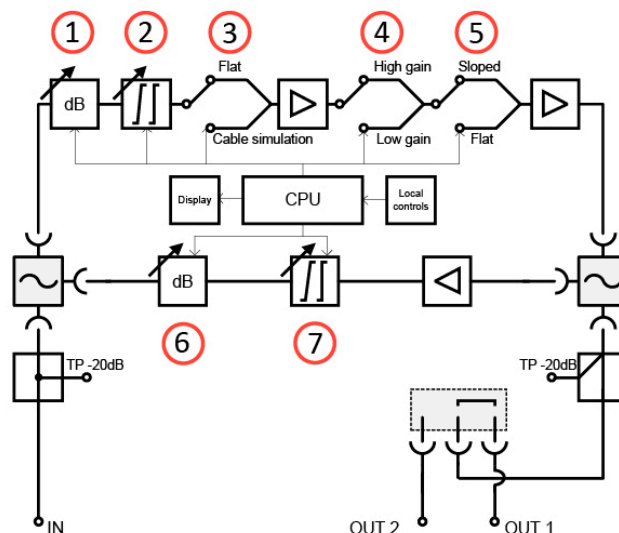 1
2
3
4
5
Flat
High gain
Sloped
dB
Cable simulation
Low gain
Flat
Display
CPU
Local
controls
dB
6
7
TP -20dB
TP -20dB
IN
OUT 2
OUT 1